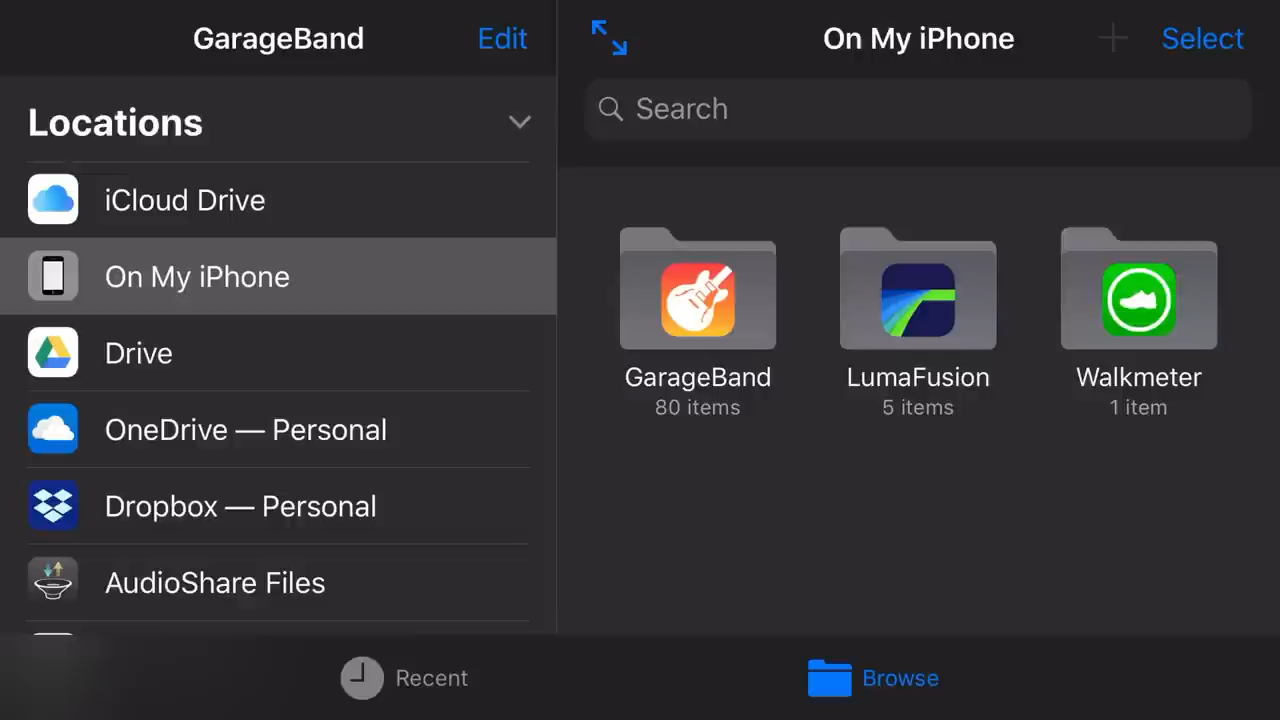 GarageBand
Edit
Locations
iCloud Drive
On My iPhone
Drive
OneDrive — Personal
Dropbox — Personal
AudioShare Files
On My iPhone
Select
Search
GarageBand
80 items
LumaFusion
5 items
Walkmeter
1 item
Recent
Browse